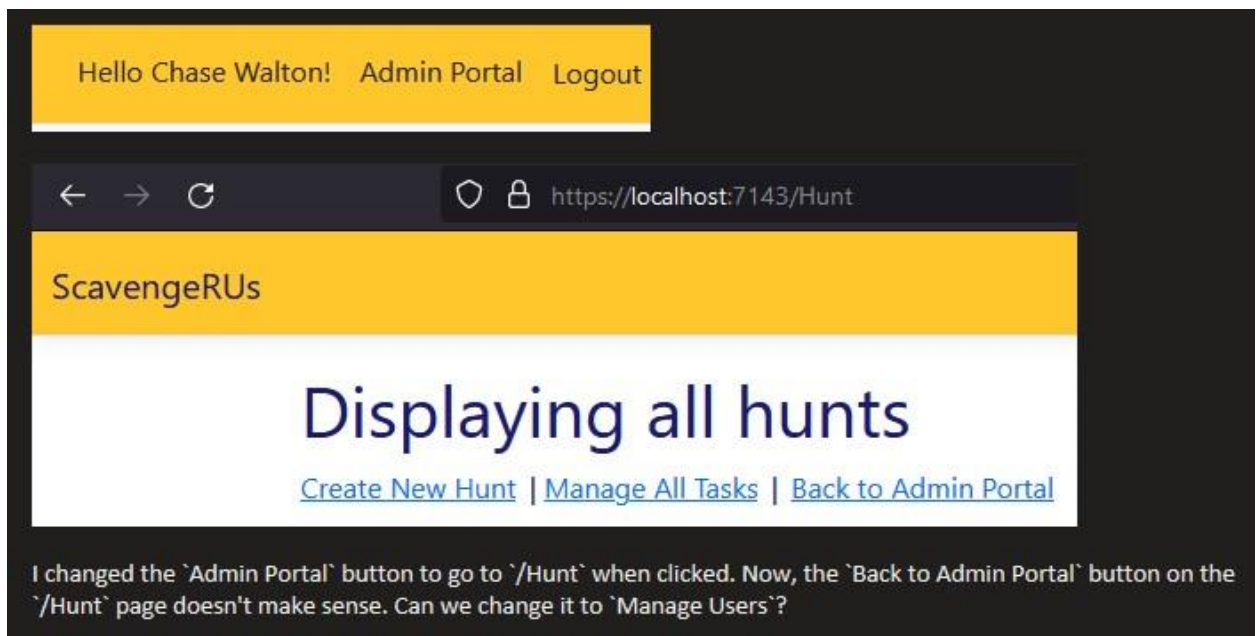 Hello Chase Walton! Admin Portal Logout
https://localhost:7143/Hunt
ScavengeRUs
Displaying all hunts
Create New Hunt | Manage All Tasks | Back to Admin Portal
I changed the `Admin Portal` button to go to `/Hunt` when clicked. Now, the `Back to Admin Portal` button on the
`/Hunt` page doesn't make sense. Can we change it to `Manage Users`?